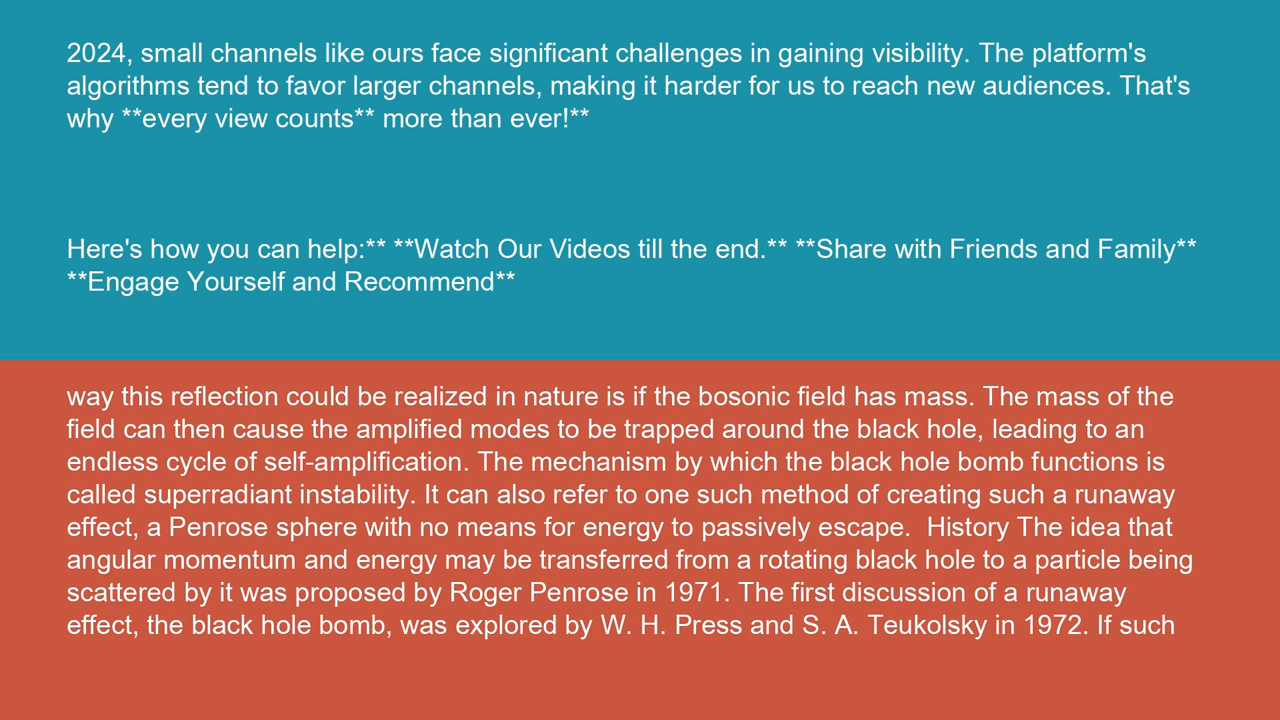 2024, small channels like ours face significant challenges in gaining visibility. The platform's
algorithms tend to favor larger channels, making it harder for us to reach new audiences. That's
why **every view counts** more than ever!**
Here's how you can help:** **Watch Our Videos till the end.** **Share with Friends and Family**
**Engage Yourself and Recommend**
way this reflection could be realized in nature is if the bosonic field has mass. The mass of the
field can then cause the amplified modes to be trapped around the black hole, leading to an
endless cycle of self-amplification. The mechanism by which the black hole bomb functions is
called superradiant instability. It can also refer to one such method of creating such a runaway
effect, a Penrose sphere with no means for energy to passively escape.  History The idea that
angular momentum and energy may be transferred from a rotating black hole to a particle being
scattered by it was proposed by Roger Penrose in 1971. The first discussion of a runaway
effect, the black hole bomb, was explored by W. H. Press and S. A. Teukolsky in 1972. If such